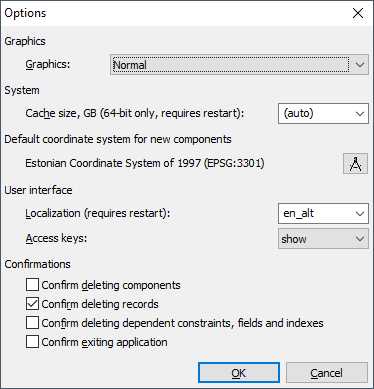 Options
Graphics
Graphics: Normal
System
Cache size, GB (64-bit only, requires restart): (auto)
Default coordinate system for new components
Estonian Coordinate System of 1997 (EPSG:3301)
User interface
Localization (requires restart): en_alt
Access keys: show
Confirmations
Confirm deleting components
Confirm deleting records
Confirm deleting dependent constraints, fields and indexes
Confirm exiting application
OK Cancel